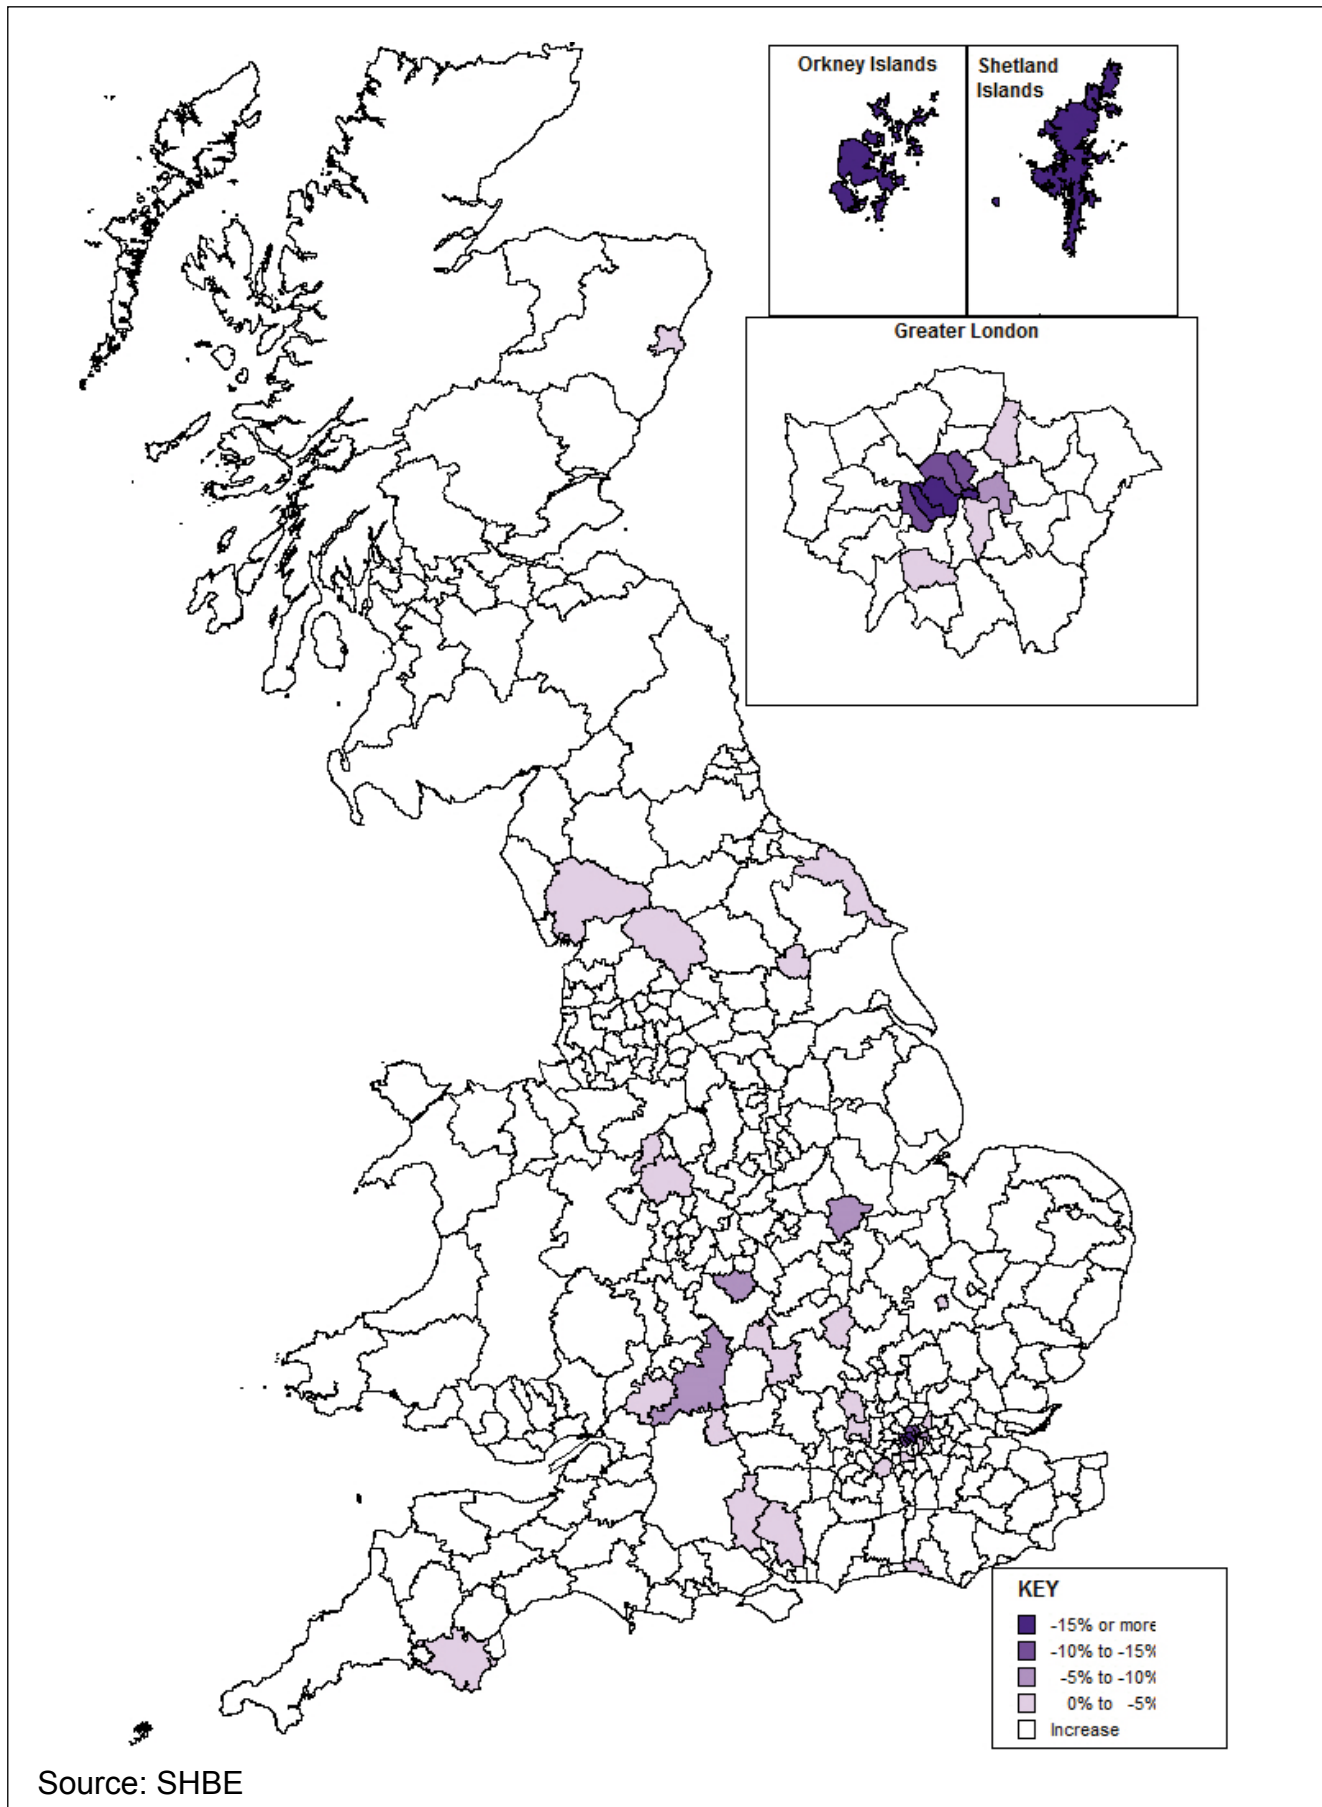 Orkney Islands
Shetland
Islands
Greater London
KEY
-15% or more
-10% to -15%
-5% to -10%
0% to -5%
Increase
Source: SHBE